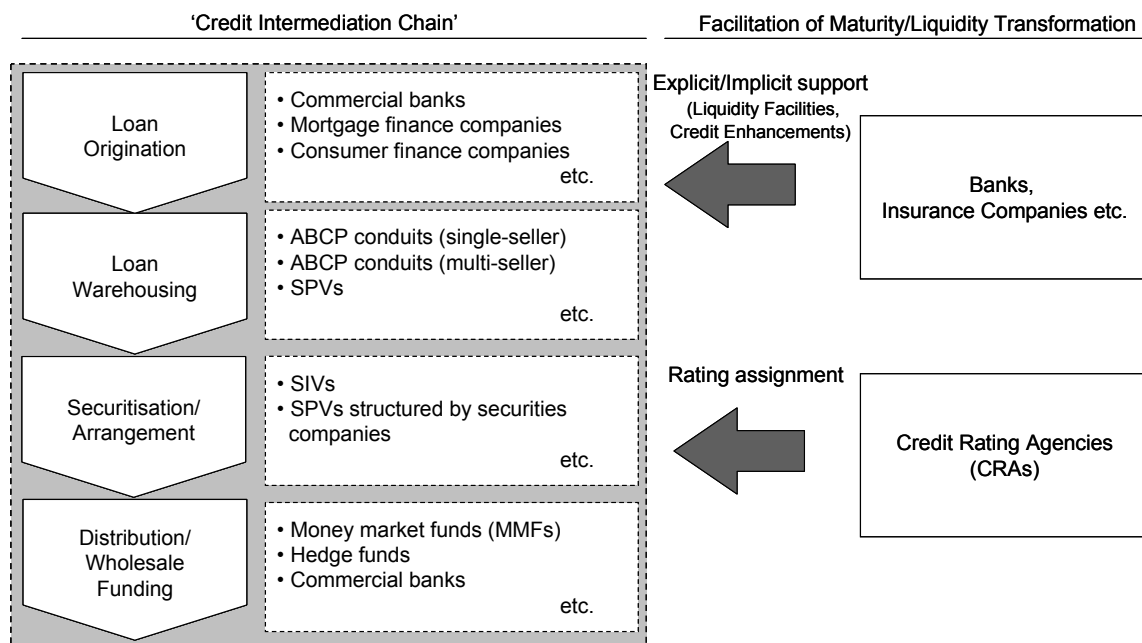 ‘Credit Intermediation Chain’
Facilitation of Maturity/Liquidity Transformation
Loan
Origination
• Commercial banks
• Mortgage finance companies
• Consumer finance companies
etc.
Explicit/Implicit support
(Liquidity Facilities,
Credit Enhancements)
Banks,
Insurance Companies etc.
Loan
Warehousing
• ABCP conduits (single-seller)
• ABCP conduits (multi-seller)
• SPVs
etc.
Securitisation/
Arrangement
• SIVs
• SPVs structured by securities
companies
etc.
Rating assignment
Credit Rating Agencies
(CRAs)
Distribution/
Wholesale
Funding
• Money market funds (MMFs)
• Hedge funds
• Commercial banks
etc.